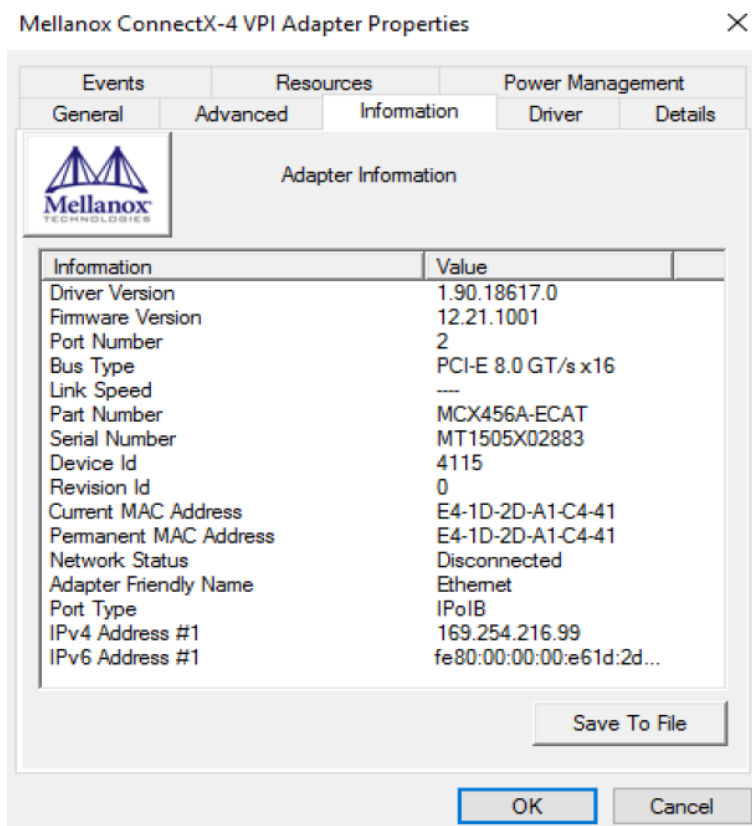 Mellanox ConnectX-4 VPI Adapter Properties
Events Resources Power Management
General Advanced Information Driver Details
Mellanox
TECHNOLOGIES
Adapter Information
Information Value
Driver Version 1.90.18617.0
Firmware Version 12.21.1001
Port Number 2
Bus Type PCI-E 8.0 GT/s x16
Link Speed ----
Part Number MCX456A-ECAT
Serial Number MT1505X02883
Device Id 4115
Revision Id 0
Current MAC Address E4-1D-2D-A1-C4-41
Permanent MAC Address E4-1D-2D-A1-C4-41
Network Status Disconnected
Adapter Friendly Name Ethernet
Port Type IPoIB
IPv4 Address #1 169.254.216.99
IPv6 Address #1 fe80:00:00:00:e61d:2d...
Save To File
OK Cancel